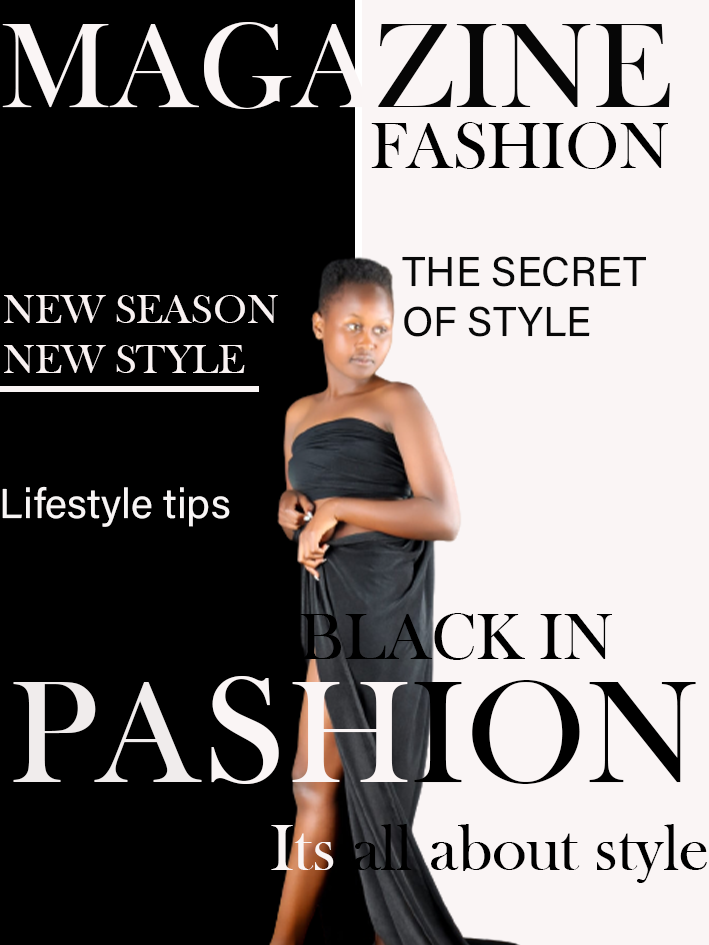 MAGAZINE
FASHION
THE SECRET
OF STYLE
NEW SEASON
NEW STYLE
Lifestyle tips
BLACK IN
PASHION
Its all about style